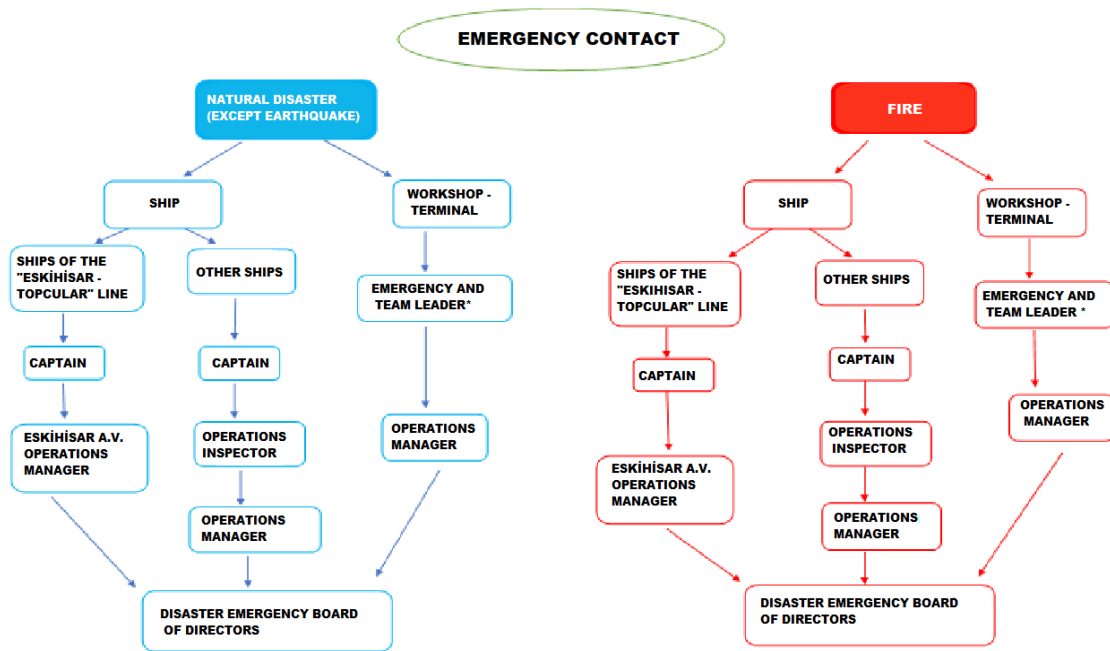 EMERGENCY CONTACT
NATURAL DISASTER
(EXCEPT EARTHQUAKE)
SHIP
WORKSHOP -
TERMINAL
SHIPS OF THE
"ESKİHİSAR -
TOPCULAR" LINE
OTHER SHIPS
EMERGENCY AND
TEAM LEADER*
CAPTAIN
CAPTAIN
ESKİHİSAR A.V.
OPERATIONS
MANAGER
OPERATIONS
INSPECTOR
OPERATIONS
MANAGER
OPERATIONS
MANAGER
DISASTER EMERGENCY BOARD
OF DIRECTORS
FIRE
SHIP
WORKSHOP -
TERMINAL
SHIPS OF THE
"ESKIHISAR -
TOPCULAR" LINE
OTHER SHIPS
EMERGENCY AND
TEAM LEADER *
CAPTAIN
CAPTAIN
OPERATIONS
MANAGER
ESKİHİSAR A.V.
OPERATIONS
MANAGER
OPERATIONS
INSPECTOR
OPERATIONS
MANAGER
DISASTER EMERGENCY BOARD
OF DIRECTORS